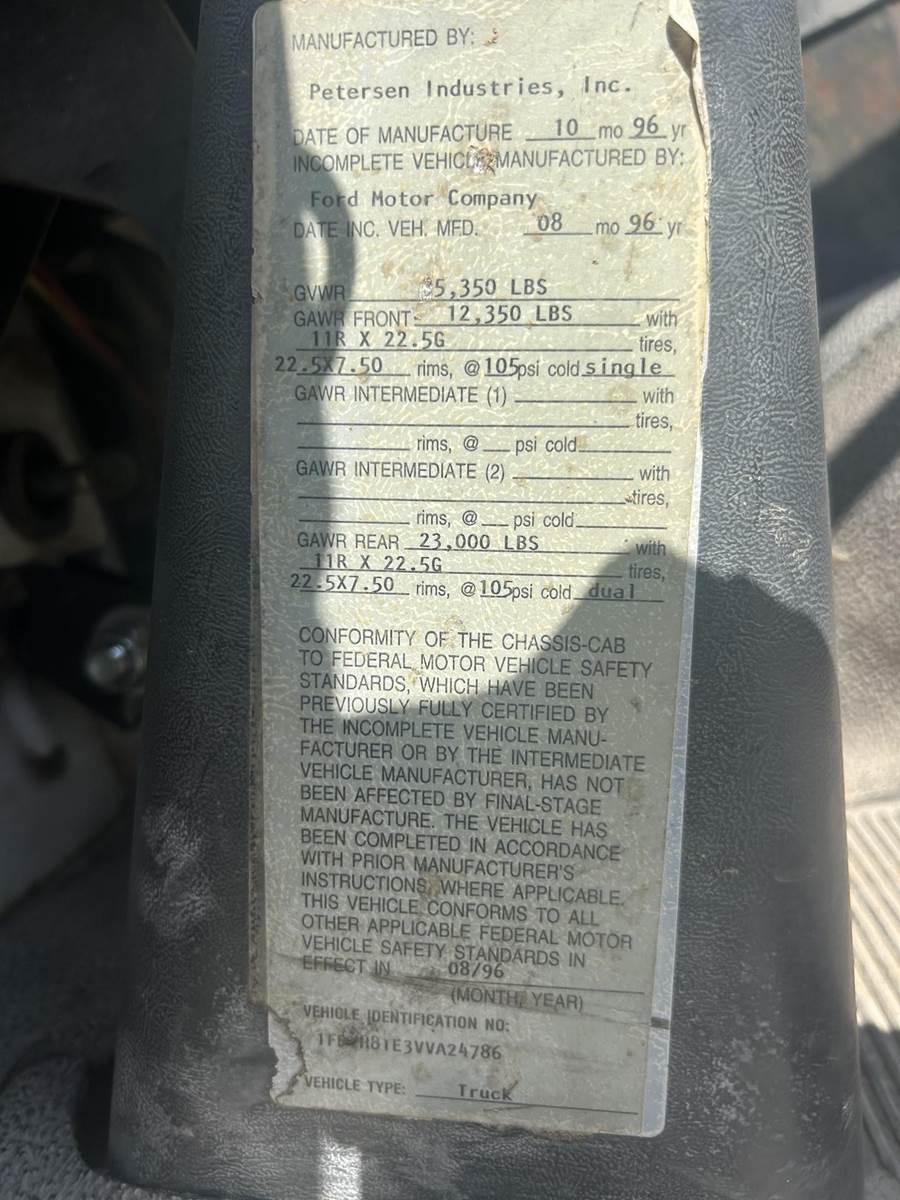 MANUFACTURED BY:
Petersen Industries, Inc.
DATE OF MANUFACTURE 10 mo 96 yr
INCOMPLETE VEHICLE MANUFACTURED BY:
Ford Motor Company
DATE INC. VEH. MFD. 08 mo 96 yr
GVWR 5,350 LBS
GAWR FRONT 12,350 LBS with
11R X 22.5G tires,
22.5X7.50 rims, @ 105psi cold single
GAWR INTERMEDIATE (1) with
tires,
rims, @ psi cold
GAWR INTERMEDIATE (2) with
tires,
rims, @ psi cold
GAWR REAR 23,000 LBS with
11R X 22.5G tires,
22.5X7.50 rims, @ 105psi cold dual
CONFORMITY OF THE CHASSIS-CAB
TO FEDERAL MOTOR VEHICLE SAFETY
STANDARDS, WHICH HAVE BEEN
PREVIOUSLY FULLY CERTIFIED BY
THE INCOMPLETE VEHICLE MANU-
FACTURER OR BY THE INTERMEDIATE
VEHICLE MANUFACTURER, HAS NOT
BEEN AFFECTED BY FINAL-STAGE
MANUFACTURE. THE VEHICLE HAS
BEEN COMPLETED IN ACCORDANCE
WITH PRIOR MANUFACTURER'S
INSTRUCTIONS, WHERE APPLICABLE.
THIS VEHICLE CONFORMS TO ALL
OTHER APPLICABLE FEDERAL MOTOR
VEHICLE SAFETY STANDARDS IN
EFFECT IN 08/96
(MONTH, YEAR)
VEHICLE IDENTIFICATION NO:
VEHICLE TYPE: Truck